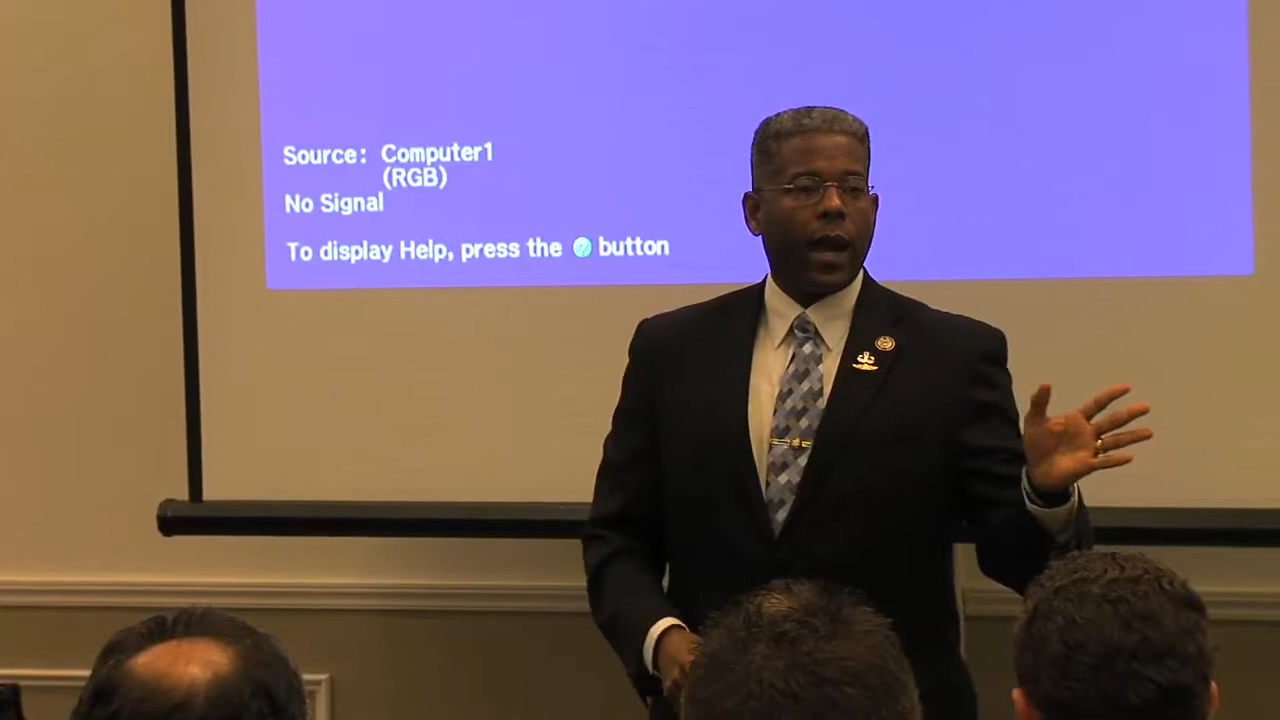 Source: Computer1
(RGB)
No Signal
To display Help, press the ? button